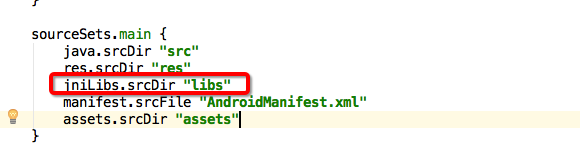 }
sourceSets.main {
java.srcDir "src"
res.srcDir "res"
jniLibs.srcDir "libs"
manifest.srcFile "AndroidManifest.xml"
assets.srcDir "assets"
}